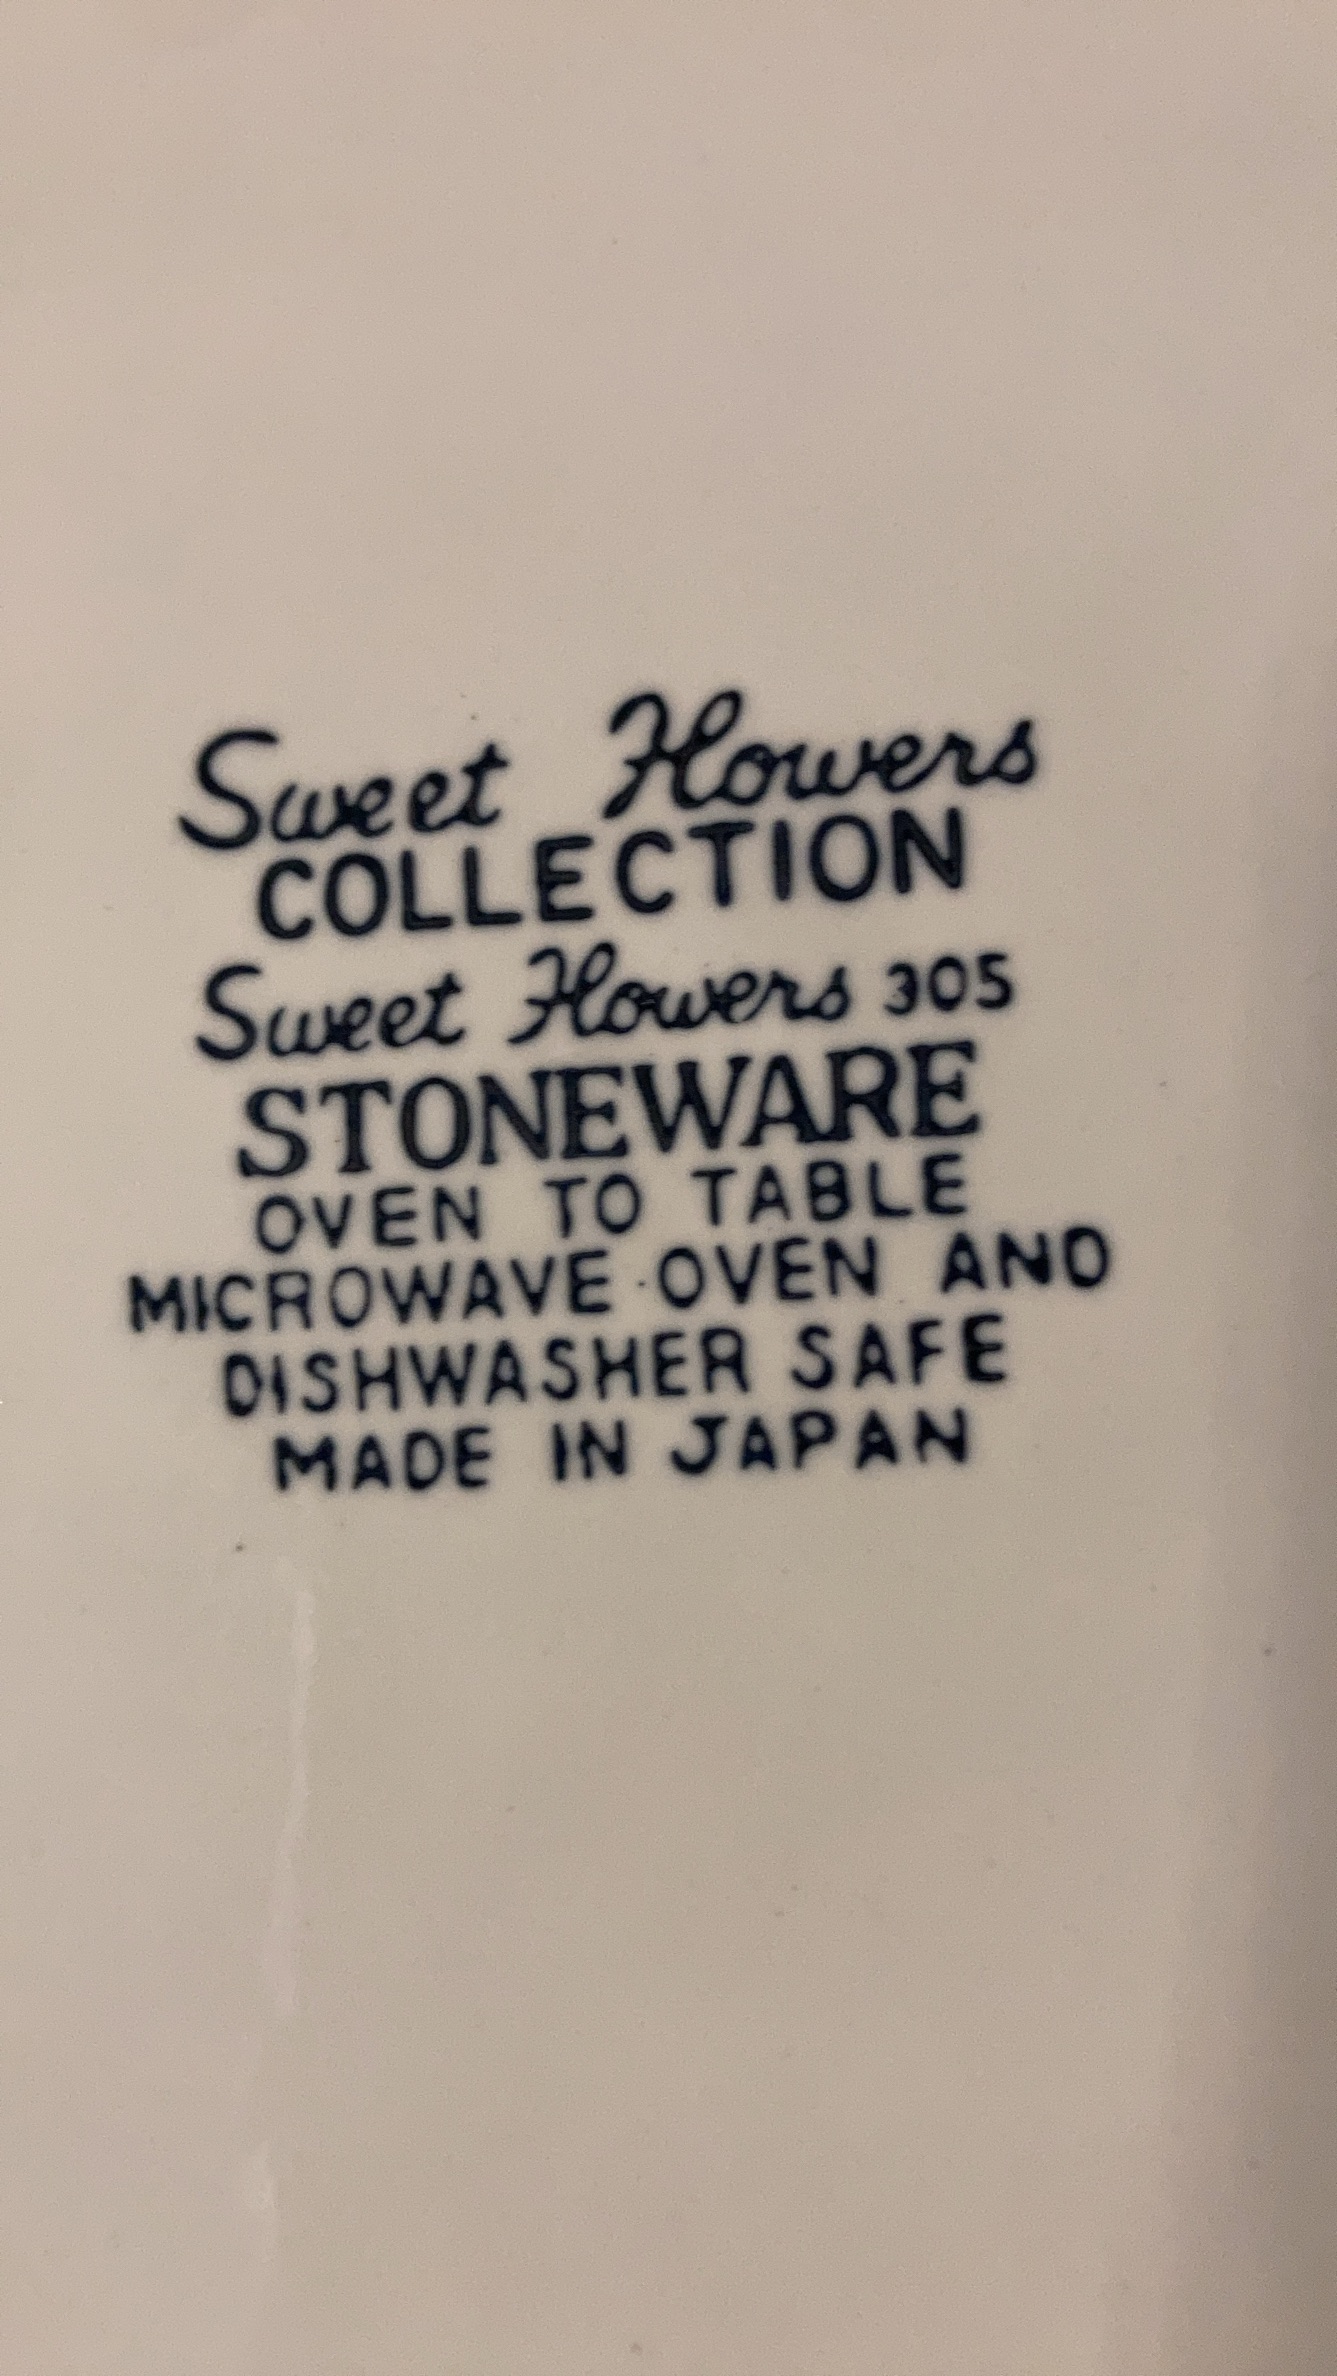 Sweet Flowers
COLLECTION
Sweet Flowers 305
STONEWARE
OVEN TO TABLE
MICROWAVE OVEN AND
DISHWASHER SAFE
MADE IN JAPAN